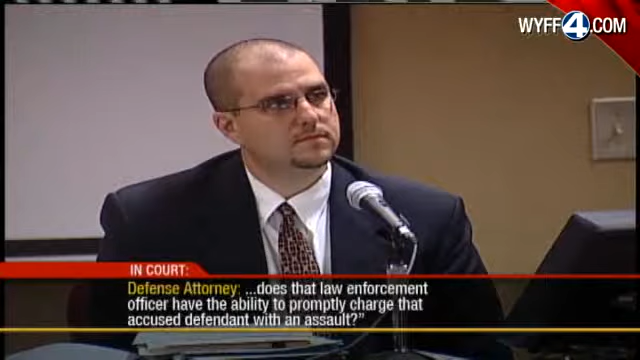 WYFF4.COM
IN COURT:
Defense Attorney: ...does that law enforcement
officer have the ability to promptly charge that
accused defendant with an assault?"